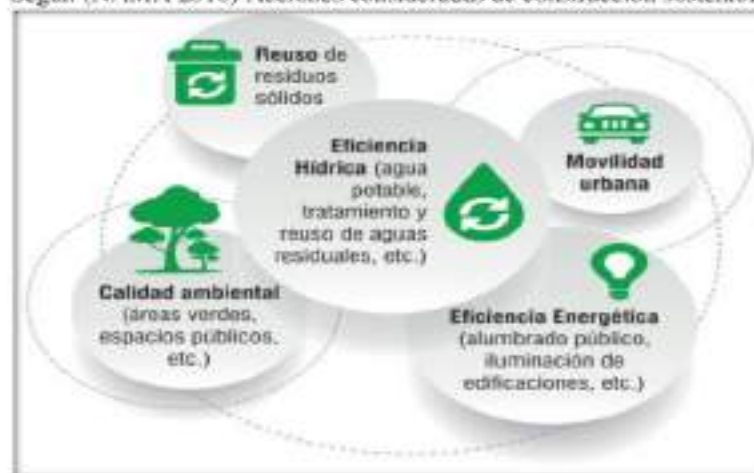 Reuso de
residuos
sólidos
Eficiencia
Hídrica (agua
potable,
tratamiento y
reuso de aguas
residuales, etc.)
Movilidad
urbana
Calidad ambiental
(áreas verdes,
espacios públicos,
etc.)
Eficiencia Energética
(alumbrado público,
iluminación de
edificaciones, etc.)